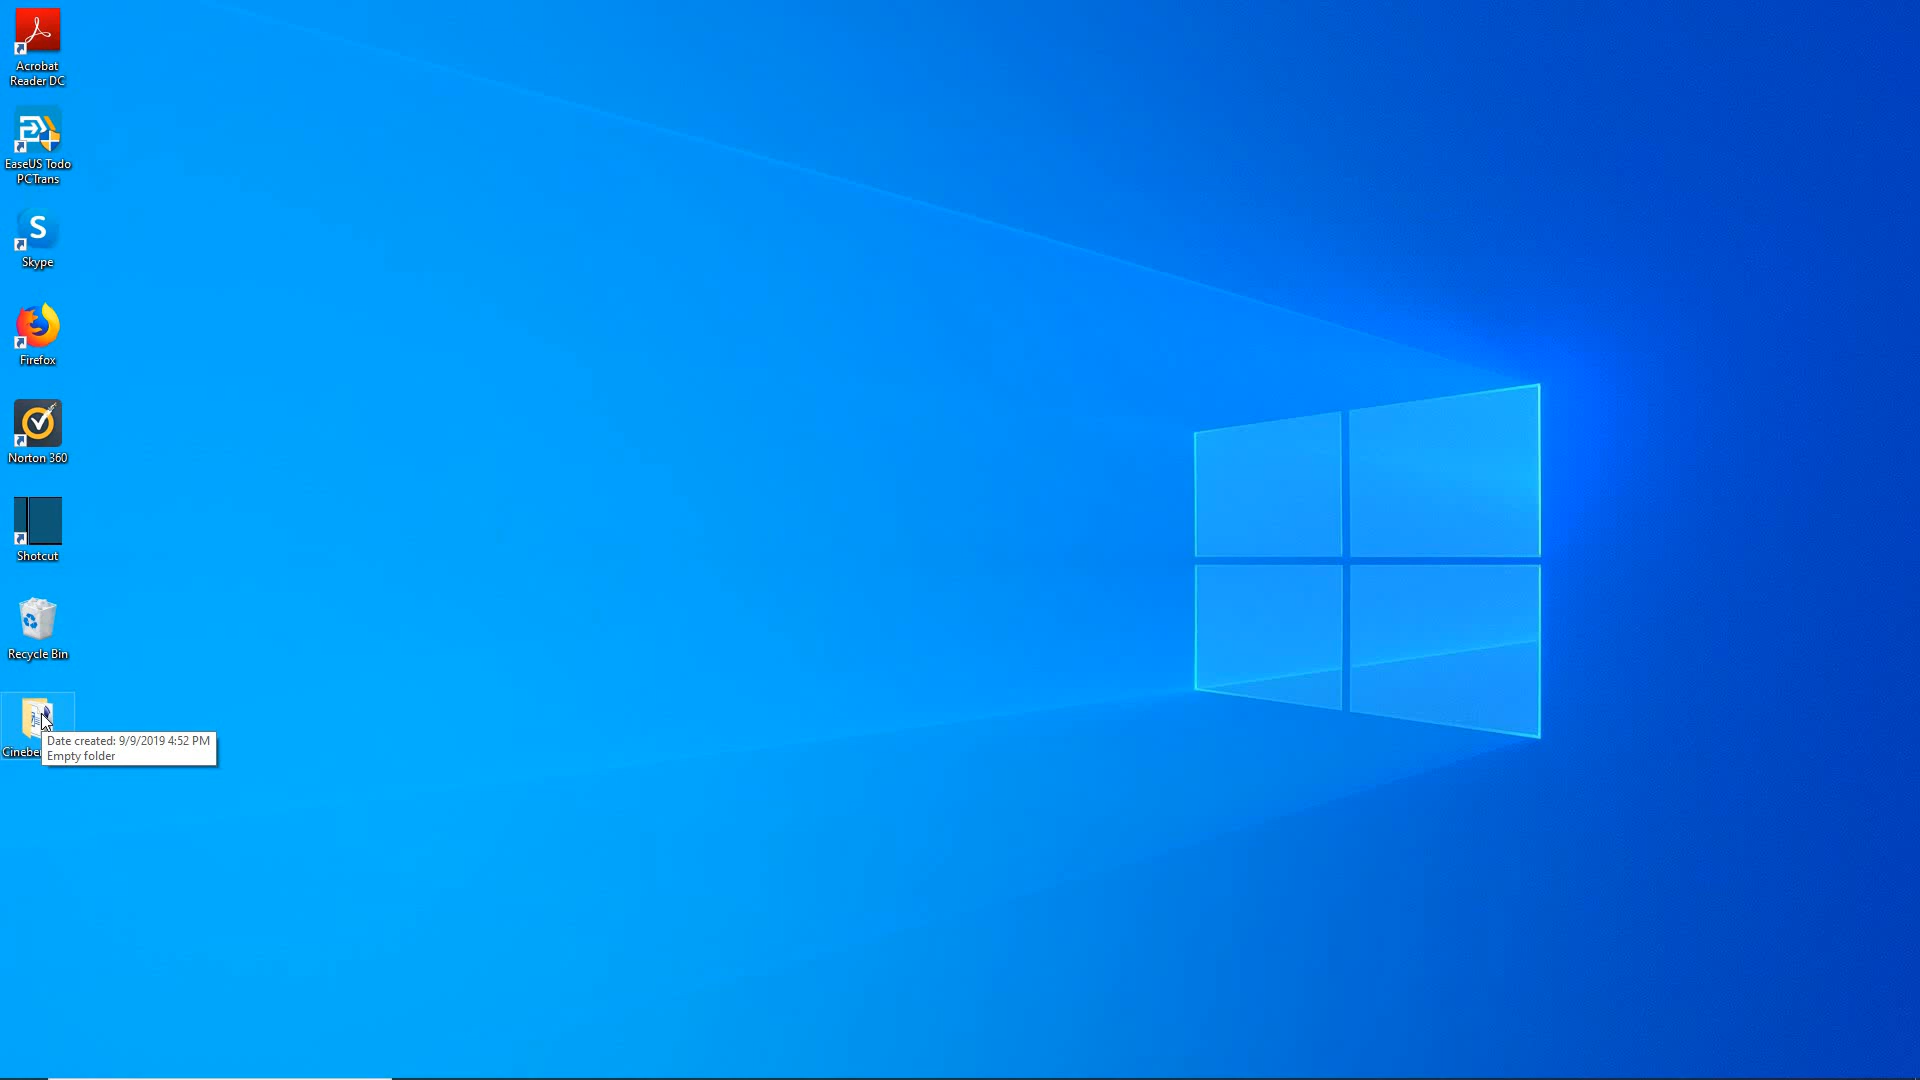 Acrobat
Reader DC
EaseUS Todo
PCTrans
S
Skype
Firefox
Norton 360
Shotcut
Recycle Bin
Date created: 9/9/2019 4:52 PM
Empty folder